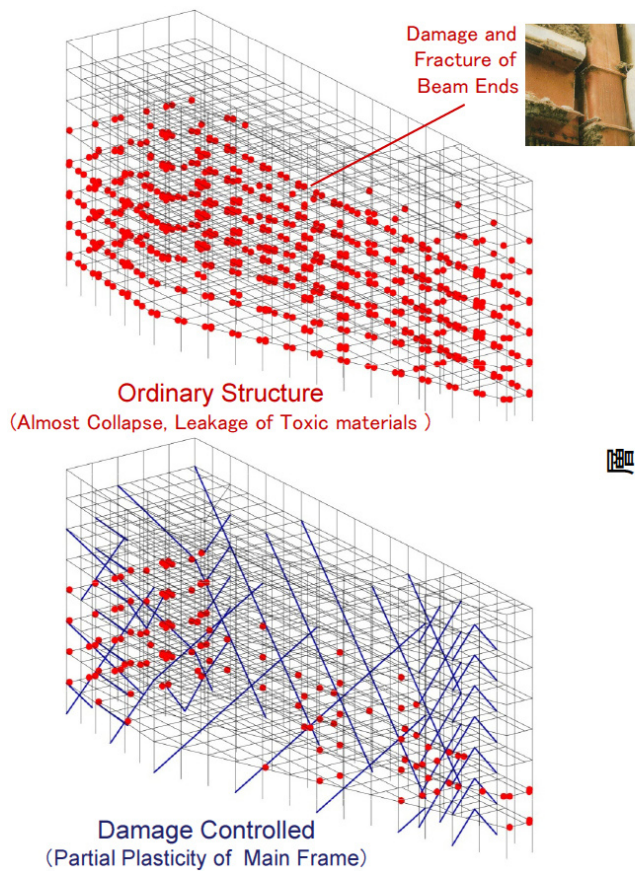 Damage and
Fracture of
Beam Ends
Ordinary Structure
(Almost Collapse, Leakage of Toxic materials )
層
Damage Controlled
(Partial Plasticity of Main Frame)